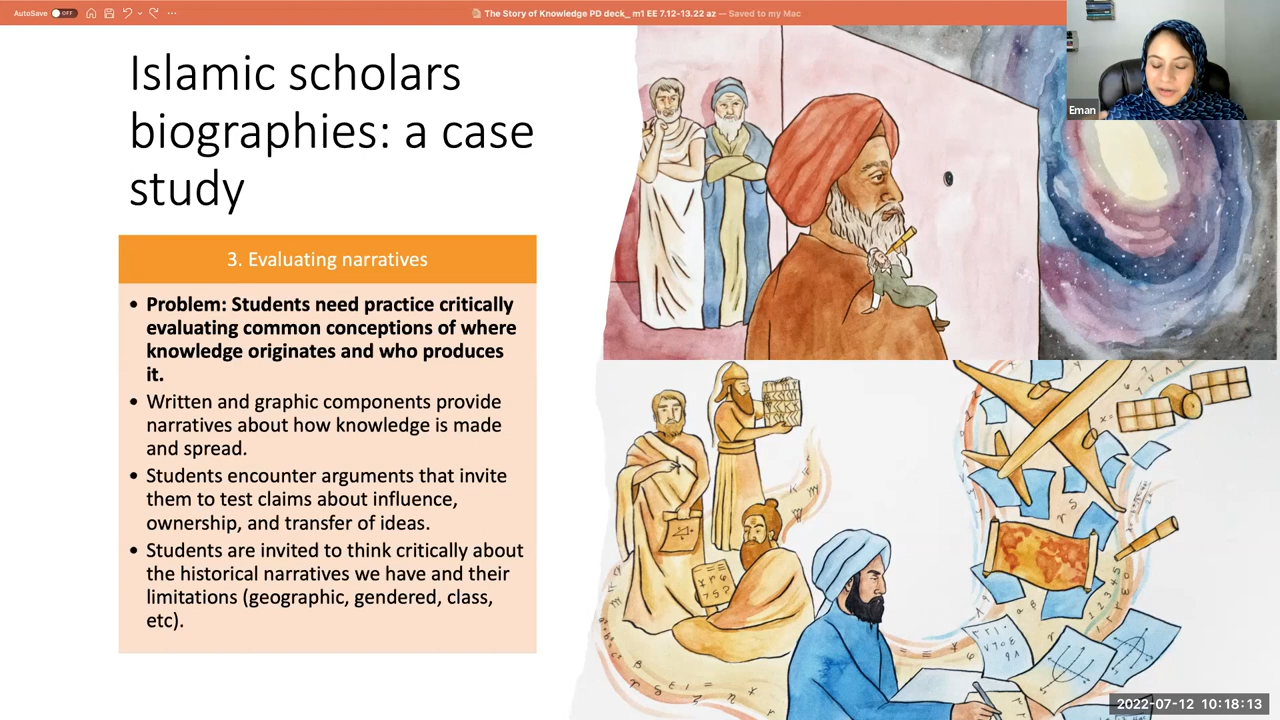 AutoSave OFF
The Story of Knowledge PD deck_ m1 EE 7.12-13.22 az — Saved to my Mac
Eman
Islamic scholars
biographies: a case
study
3. Evaluating narratives
• Problem: Students need practice critically
evaluating common conceptions of where
knowledge originates and who produces
it.
• Written and graphic components provide
narratives about how knowledge is made
and spread.
• Students encounter arguments that invite
them to test claims about influence,
ownership, and transfer of ideas.
• Students are invited to think critically about
the historical narratives we have and their
limitations (geographic, gendered, class,
etc).
2022-07-12 10:18:13